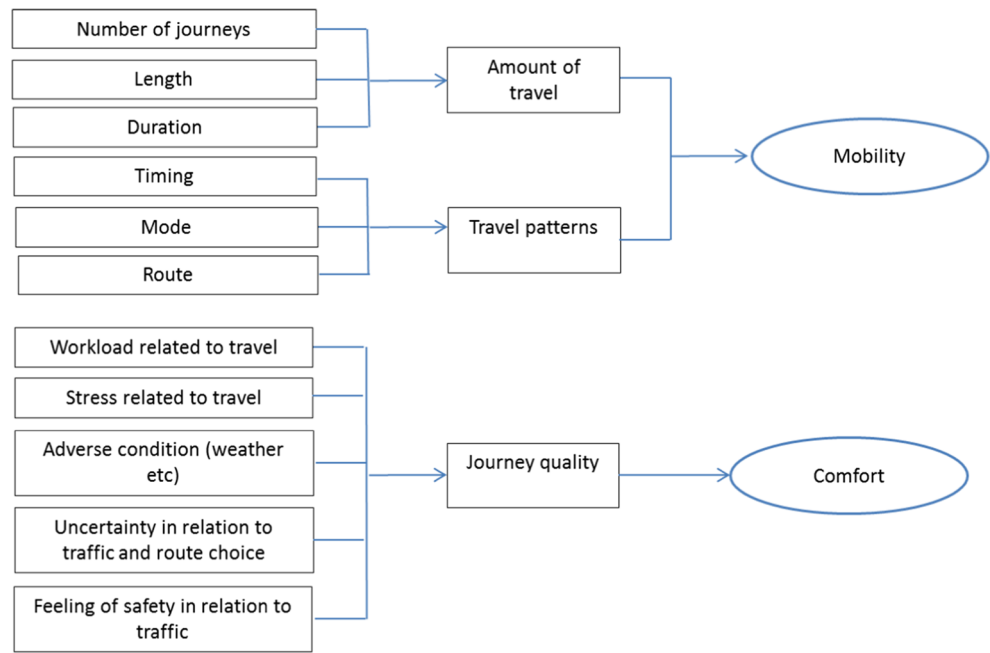 Number of journeys
Length
Duration
Timing
Mode
Route
Amount of
travel
Travel patterns
Mobility
Workload related to travel
Stress related to travel
Adverse condition (weather
etc)
Uncertainty in relation to
traffic and route choice
Feeling of safety in relation to
traffic
Journey quality
Comfort